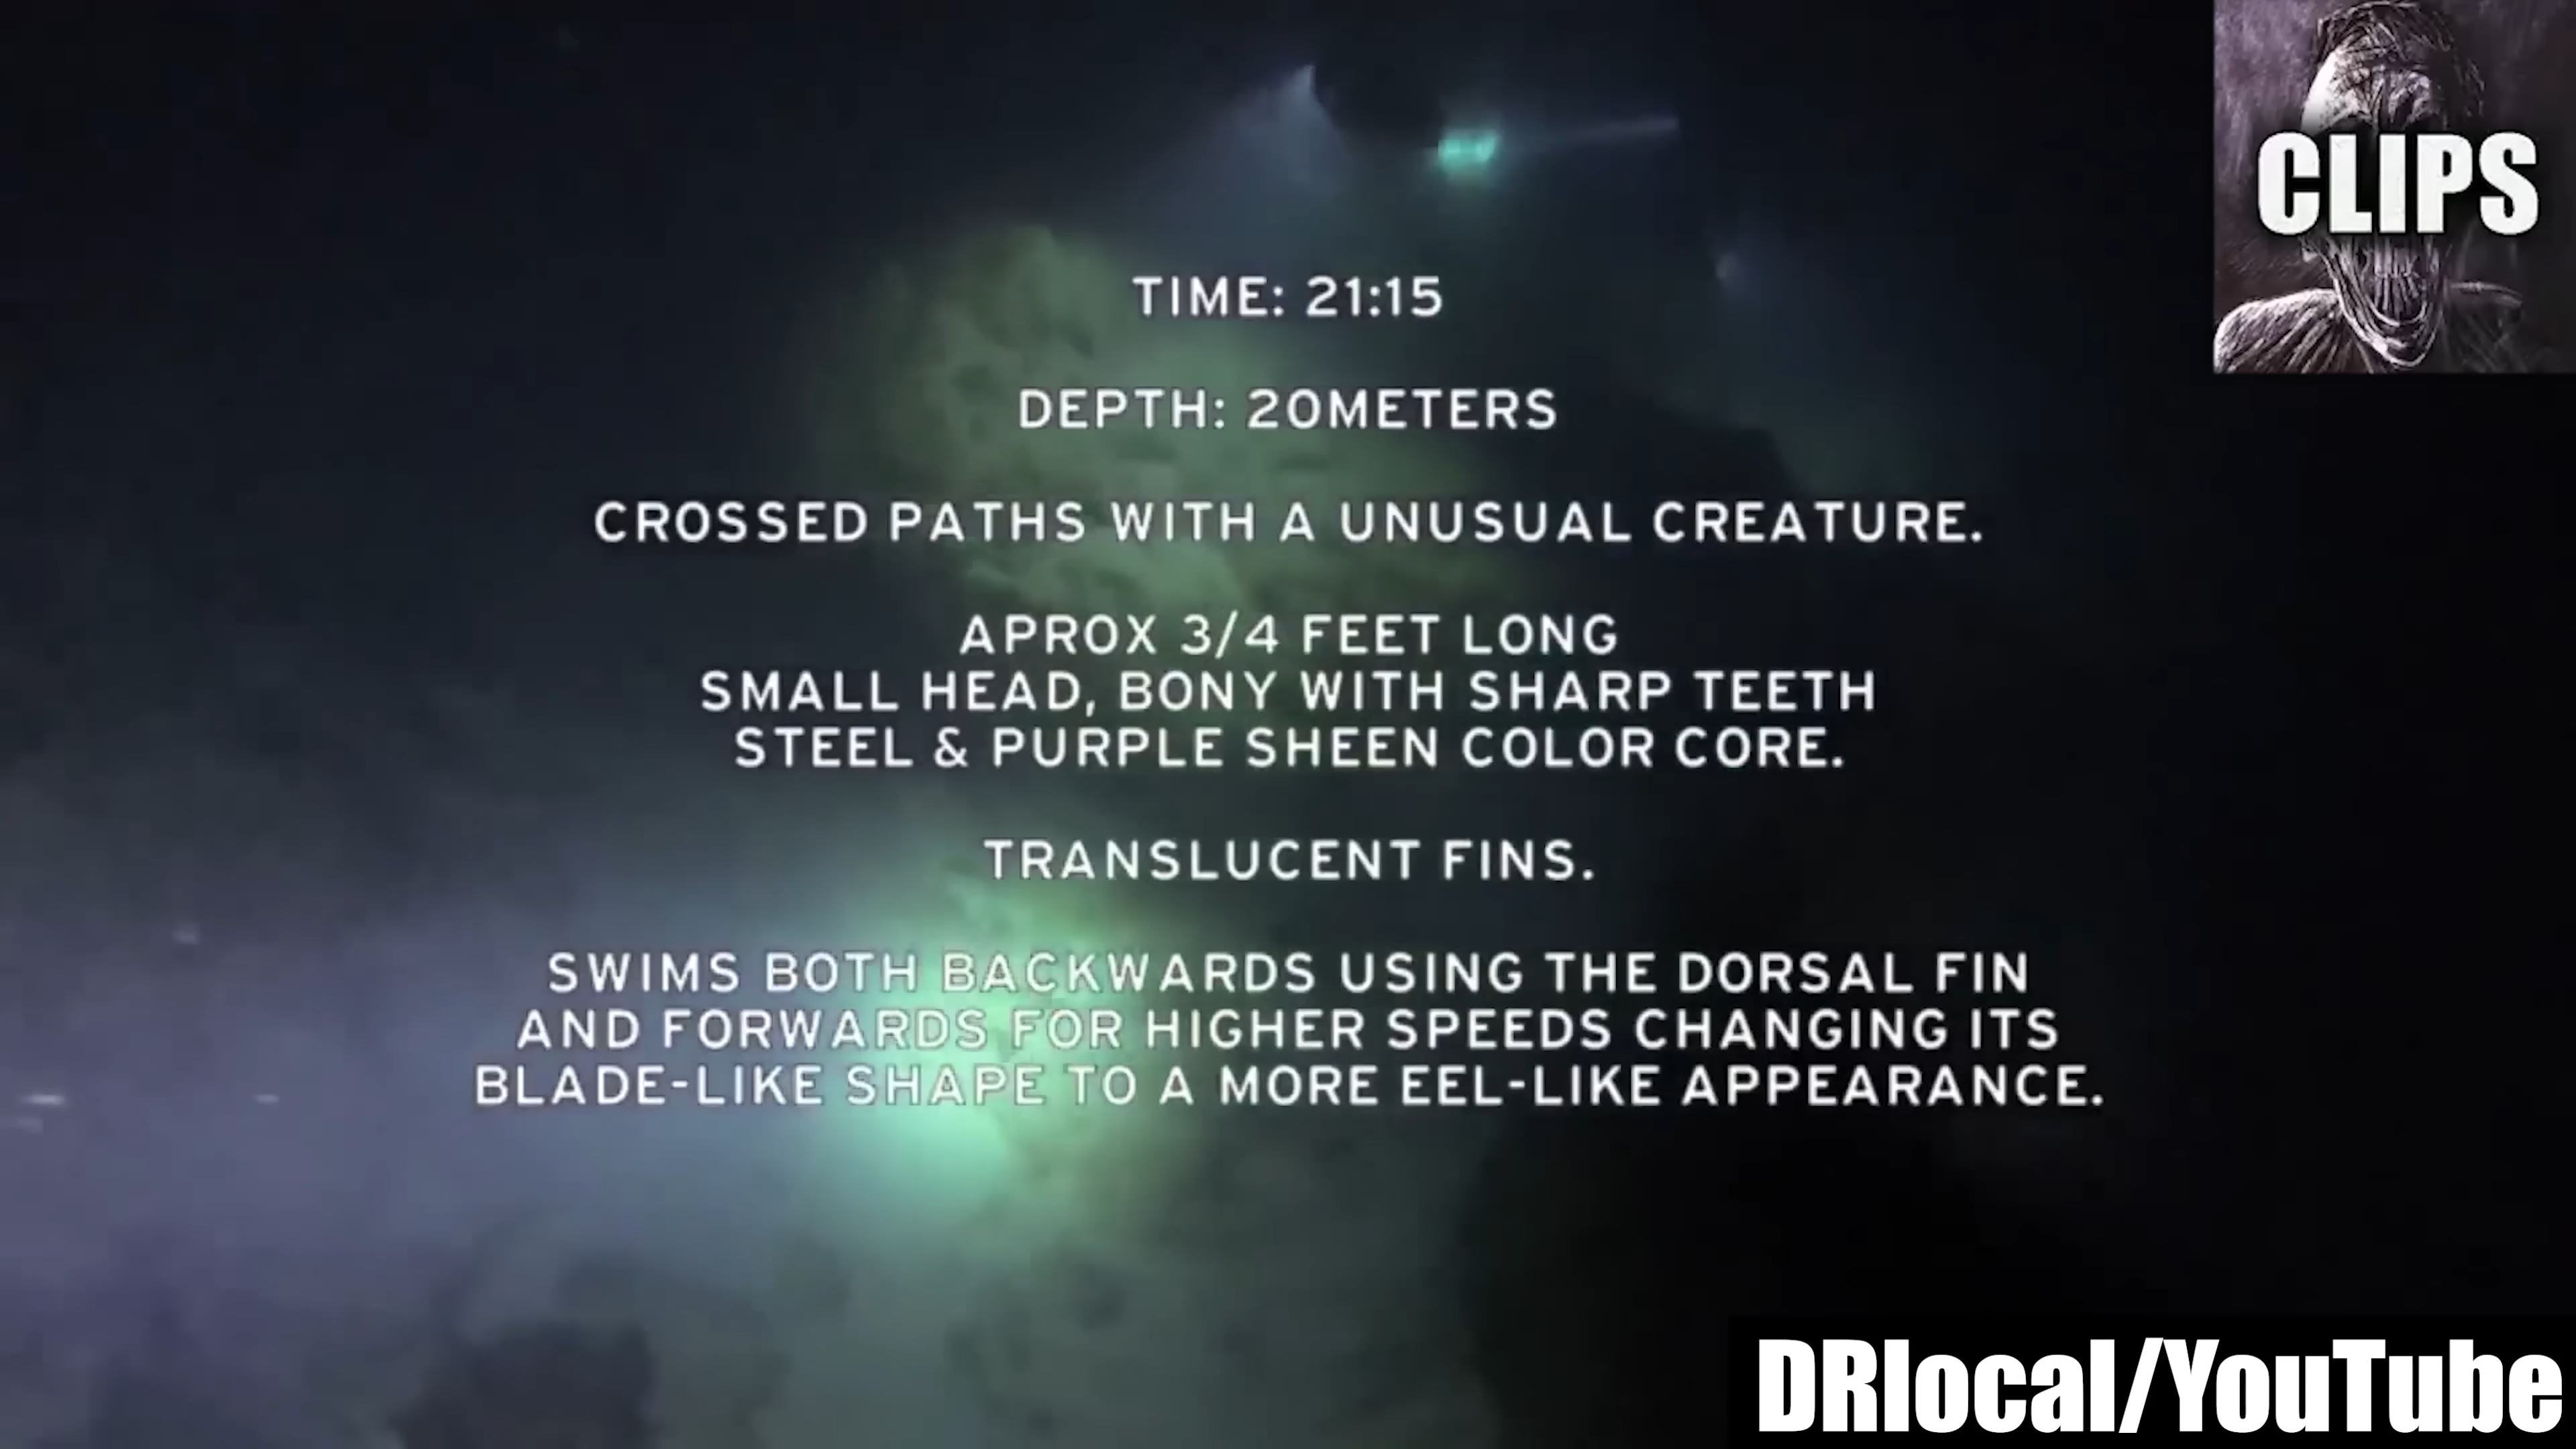 CLIPS
TIME: 21:15
DEPTH: 20METERS
CROSSED PATHS WITH A UNUSUAL CREATURE.
APROX 3/4 FEET LONG
SMALL HEAD, BONY WITH SHARP TEETH
STEEL & PURPLE SHEEN COLOR CORE.
TRANSLUCENT FINS.
SWIMS BOTH BACKWARDS USING THE DORSAL FIN
AND FORWARDS FOR HIGHER SPEEDS CHANGING ITS
BLADE-LIKE SHAPE TO A MORE EEL-LIKE APPEARANCE.
DRlocal/YouTube